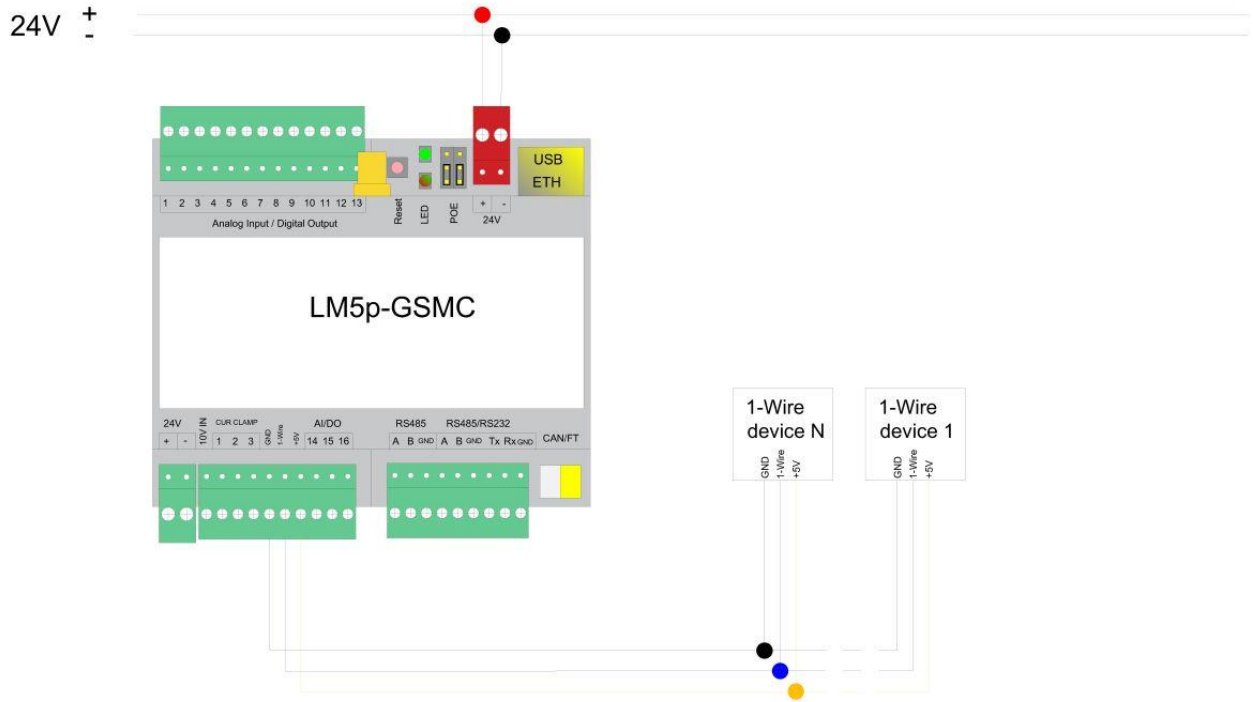 24V + -
USB
ETH
1 2 3 4 5 6 7 8 9 10 11 12 13
Analog Input / Digital Output
Reset
LED
POE
+ -
24V
LM5p-GSMC
24V 10V IN CUR CLAMP AI/DO RS485 RS485/RS232
+ - 1 2 3 GND 1-Wire +5V 14 15 16 A B GND A B GND Tx Rx GND CAN/FT
1-Wire
device N
GND 1-Wire +5V
1-Wire
device 1
GND 1-Wire +5V